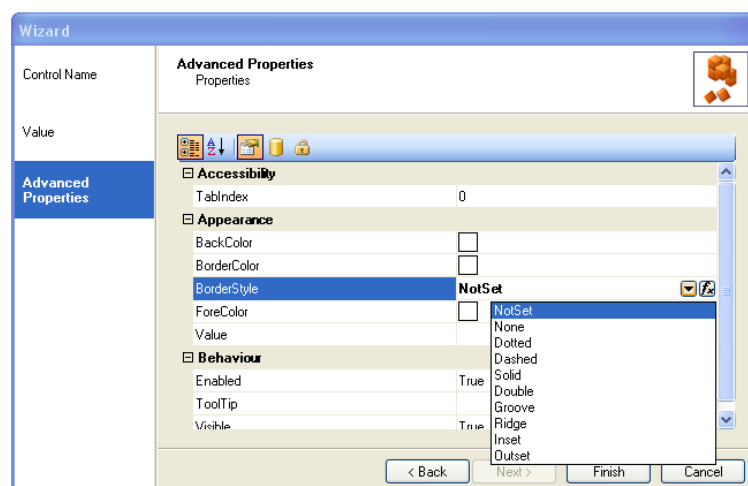 Wizard
Control Name
Value
Advanced
Properties
Advanced Properties
Properties
Accessibility
TabIndex 0
Appearance
BackColor
BorderColor
BorderStyle NotSet
ForeColor
Value
Behaviour
Enabled True
ToolTip
Visible True
NotSet
None
Dotted
Dashed
Solid
Double
Groove
Ridge
Inset
Outset
< Back Next > Finish Cancel